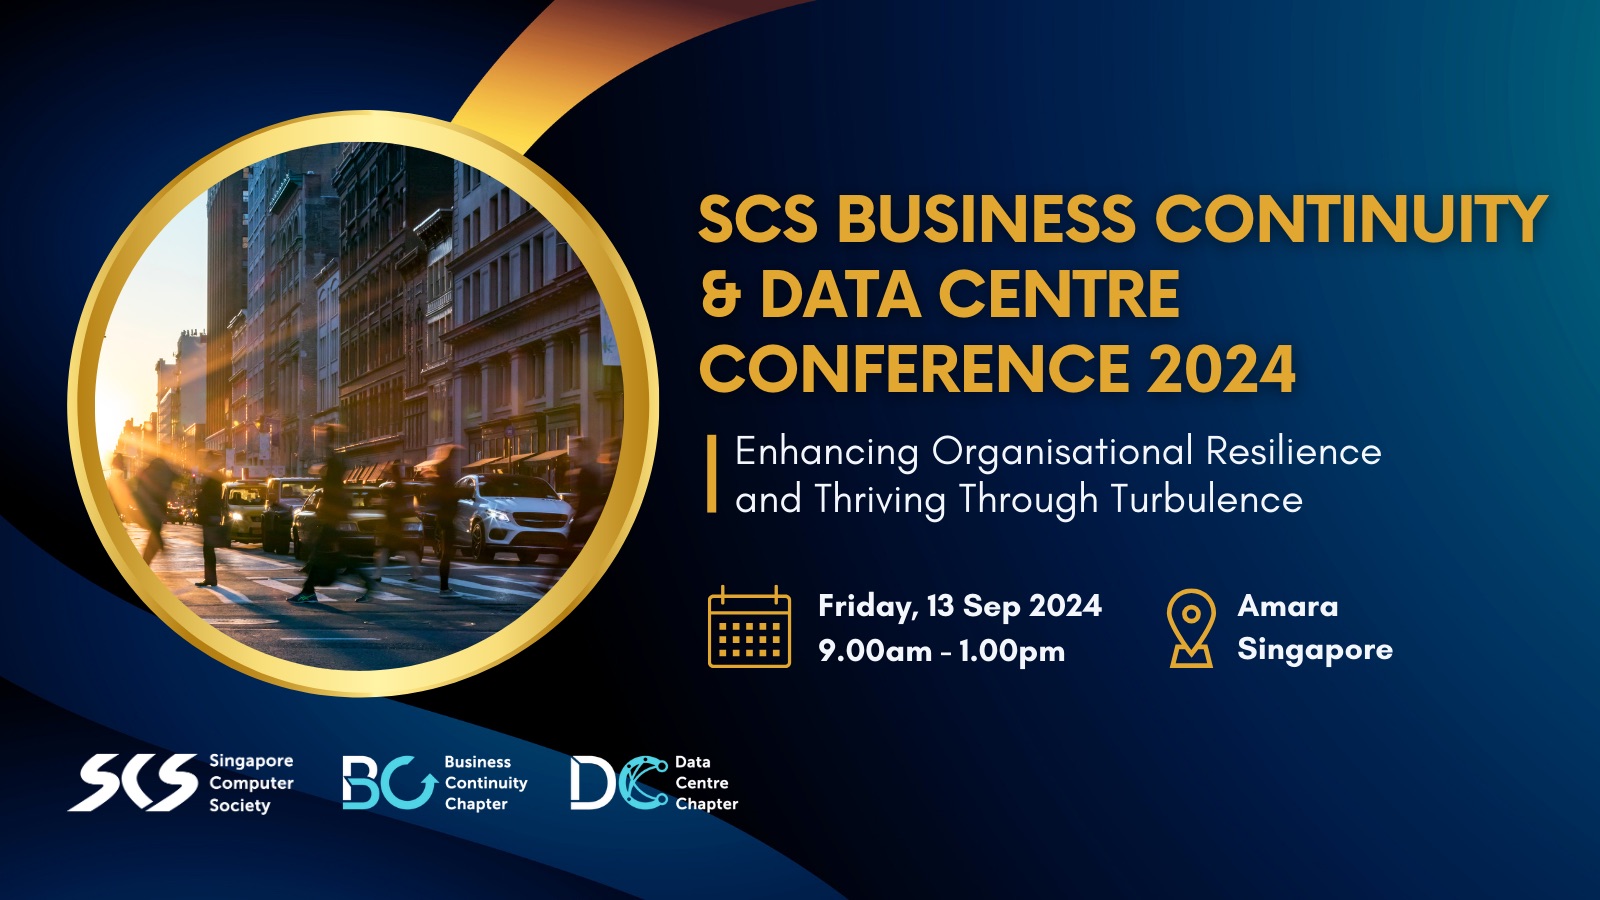 SCS BUSINESS CONTINUITY
& DATA CENTRE
CONFERENCE 2024
Enhancing Organisational Resilience
and Thriving Through Turbulence
Friday, 13 Sep 2024
9.00am - 1.00pm
Amara
Singapore
SCS
Singapore
Computer
Society
BC
Business
Continuity
Chapter
DC
Data
Centre
Chapter